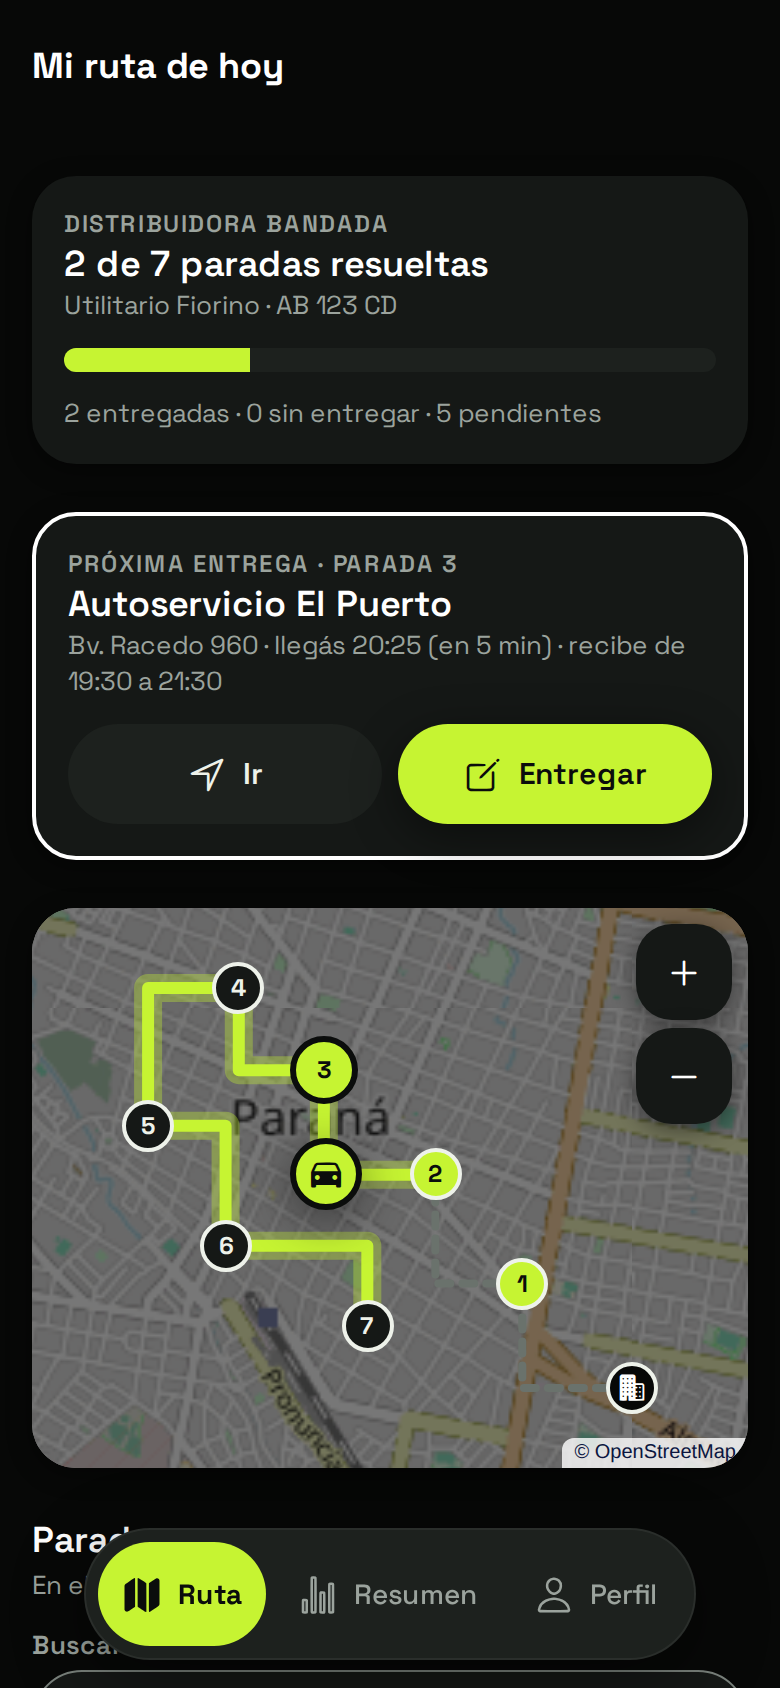 Mi ruta de hoy
DISTRIBUIDORA BANDADA
2 de 7 paradas resueltas
Utilitario Fiorino · AB 123 CD
2 entregadas · 0 sin entregar · 5 pendientes
PRÓXIMA ENTREGA · PARADA 3
Autoservicio El Puerto
Bv. Racedo 960 · llegás 20:25 (en 5 min) · recibe de
19:30 a 21:30
Ir
Entregar
4
3
Paraná
5
2
6
1
7
© OpenStreetMap
Ruta
Resumen
Perfil